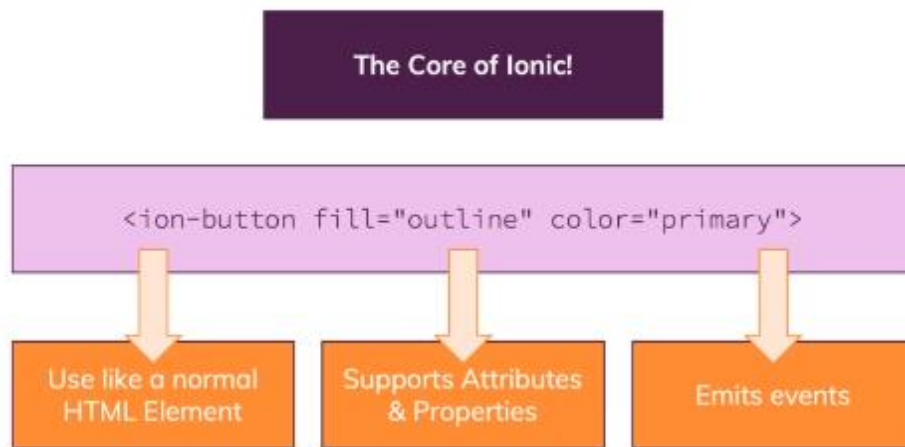 The Core of Ionic!
<ion-button fill="outline" color="primary">
Use like a normal
HTML Element
Supports Attributes
& Properties
Emits events